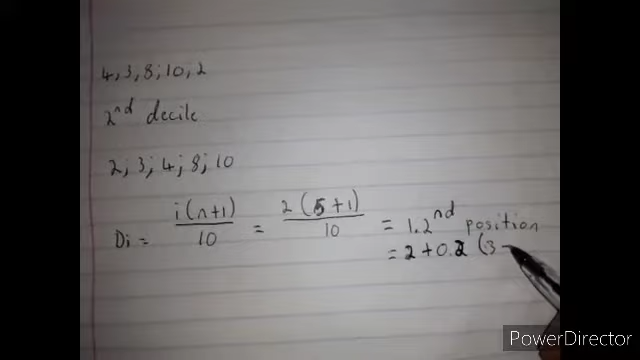 4; 3; 8; 10; 2
2nd decile
2; 3; 4; 8; 10
Di = i(n+1)/10 = 2(5+1)/10 = 1.2nd position
= 2 + 0.2 (3 -
PowerDirector